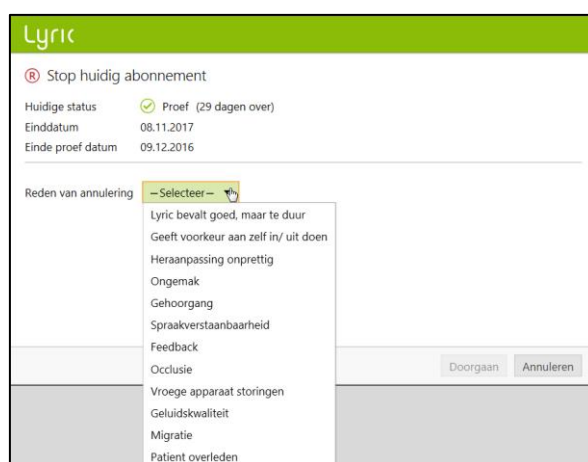 Lyric
R Stop huidig abonnement
Huidige status Proef (29 dagen over)
Einddatum 08.11.2017
Einde proef datum 09.12.2016
Reden van annulering —Selecteer—
Lyric bevalt goed, maar te duur
Geeft voorkeur aan zelf in/ uit doen
Heraanpassing onprettig
Ongemak
Gehoorgang
Spraakverstaanbaarheid
Feedback
Occlusie
Vroege apparaat storingen
Geluidskwaliteit
Migratie
Patient overleden
Doorgaan Annuleren